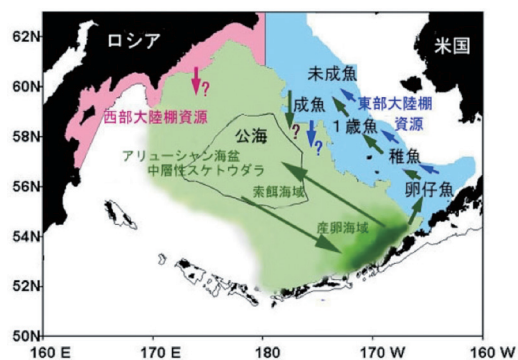 62N
60N
58N
56N
54N
52N
50N
160 E
170 E
180
170 W
160 W
ロシア
米国
未成魚
成魚
東部大陸棚
資源
?
西部大陸棚資源
1歳魚
?
?
公海
稚魚
アリューシャン海盆
中層性スケトウダラ
卵仔魚
索餌海域
産卵海域